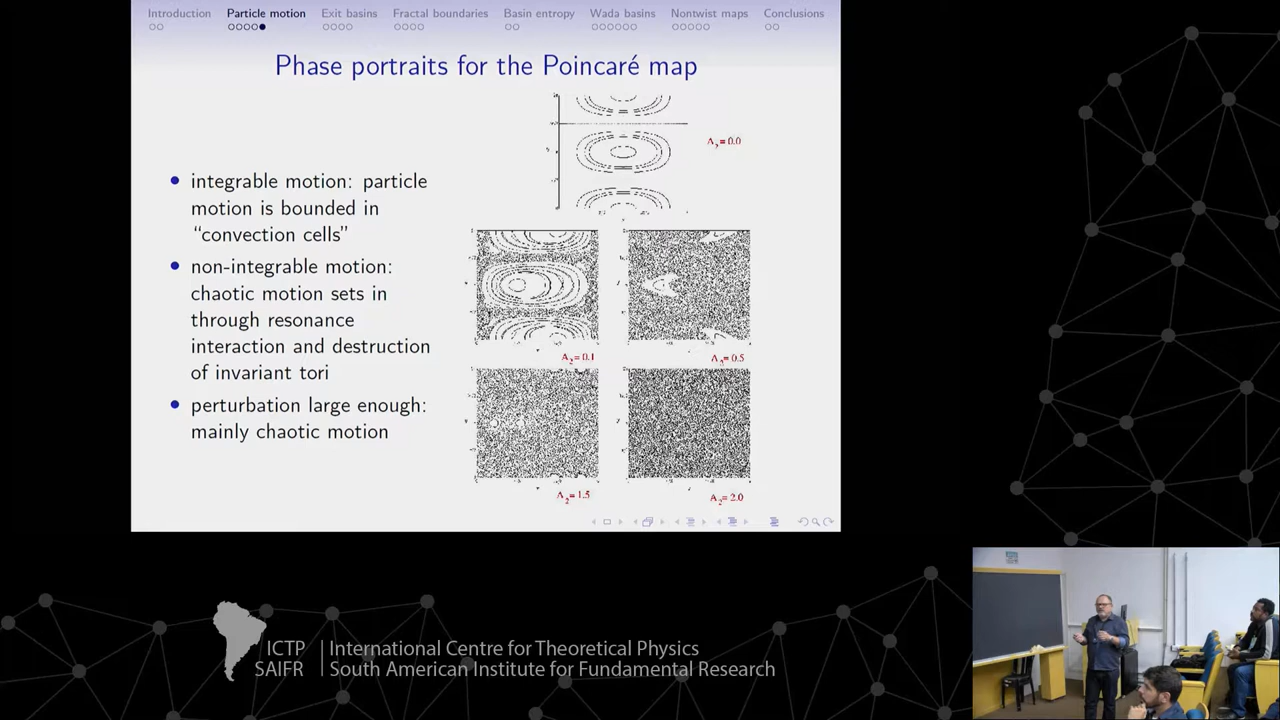 Introduction Particle motion Exit basins Fractal boundaries Basin entropy Wada basins Nontwist maps Conclusions
Phase portraits for the Poincaré map
A₂= 0.0
• integrable motion: particle
motion is bounded in
“convection cells”
• non-integrable motion:
chaotic motion sets in
through resonance
interaction and destruction
of invariant tori
• perturbation large enough:
mainly chaotic motion
A₂= 0.1
A₂= 0.5
A₂= 1.5
A₂= 2.0
ICTP
SAIFR
International Centre for Theoretical Physics
South American Institute for Fundamental Research